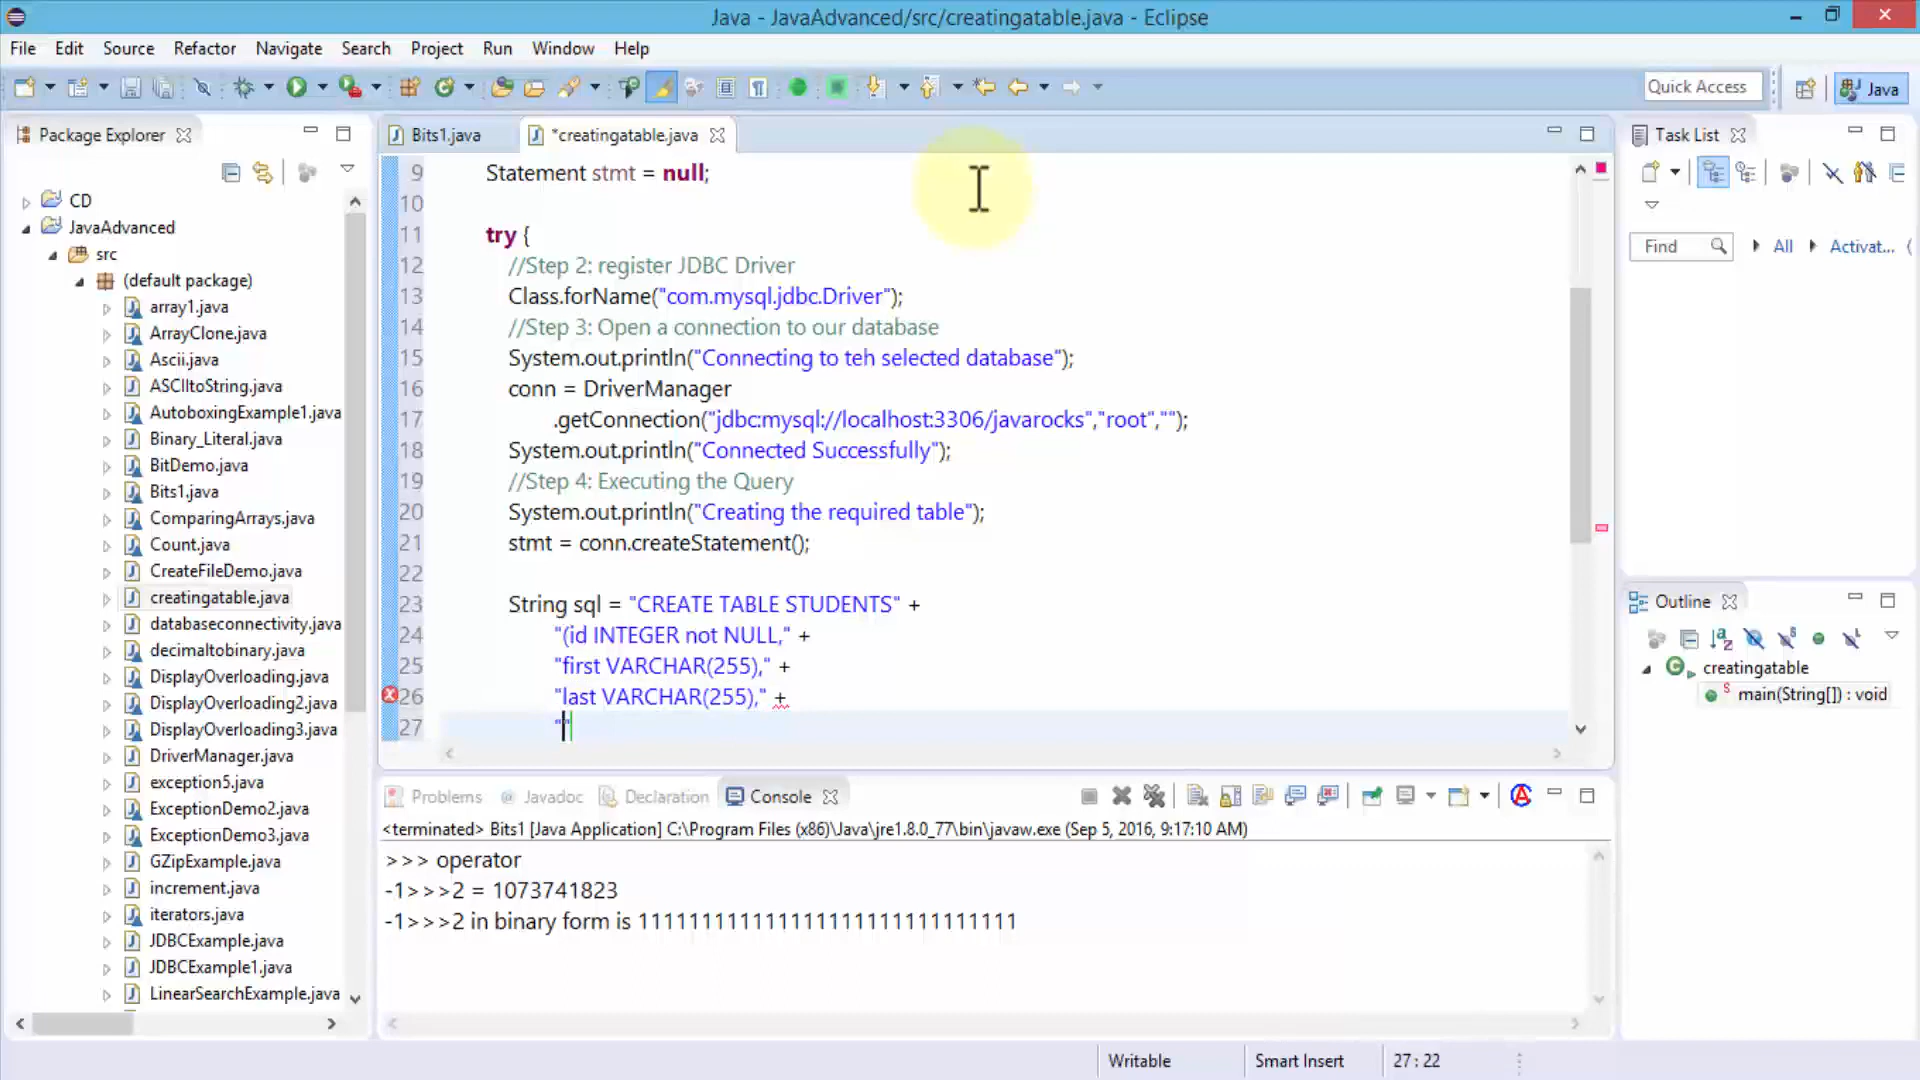 Java - JavaAdvanced/src/creatingatable.java - Eclipse
File Edit Source Refactor Navigate Search Project Run Window Help
Quick Access
Java
Package Explorer
CD
JavaAdvanced
src
(default package)
array1.java
ArrayClone.java
Ascii.java
ASCIItoString.java
AutoboxingExample1.java
Binary_Literal.java
BitDemo.java
Bits1.java
ComparingArrays.java
Count.java
CreateFileDemo.java
creatingatable.java
databaseconnectivity.java
decimaltobinary.java
DisplayOverloading.java
DisplayOverloading2.java
DisplayOverloading3.java
DriverManager.java
exception5.java
ExceptionDemo2.java
ExceptionDemo3.java
GZipExample.java
increment.java
iterators.java
JDBCExample.java
JDBCExample1.java
LinearSearchExample.java
Bits1.java
*creatingatable.java
9 Statement stmt = null;
10
11 try {
12 //Step 2: register JDBC Driver
13 Class.forName("com.mysql.jdbc.Driver");
14 //Step 3: Open a connection to our database
15 System.out.println("Connecting to teh selected database");
16 conn = DriverManager
17 .getConnection("jdbc:mysql://localhost:3306/javarocks","root","");
18 System.out.println("Connected Successfully");
19 //Step 4: Executing the Query
20 System.out.println("Creating the required table");
21 stmt = conn.createStatement();
22
23 String sql = "CREATE TABLE STUDENTS" +
24 "(id INTEGER not NULL," +
25 "first VARCHAR(255)," +
26 "last VARCHAR(255)," +
27 ""
Problems Javadoc Declaration Console
<terminated> Bits1 [Java Application] C:\Program Files (x86)\Java\jre1.8.0_77\bin\javaw.exe (Sep 5, 2016, 9:17:10 AM)
>>> operator
-1>>>2 = 1073741823
-1>>>2 in binary form is 111111111111111111111111111111
Task List
Find All Activat...
Outline
creatingatable
main(String[]) : void
Writable Smart Insert 27 : 22